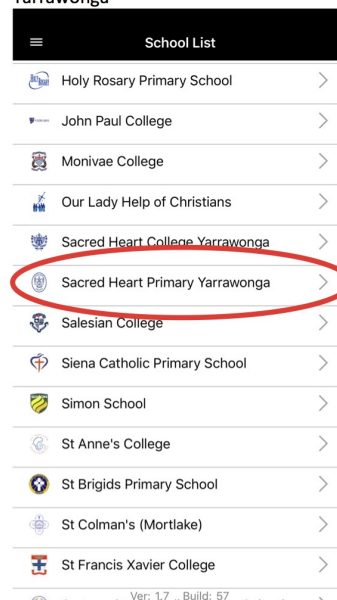 Yarrawonga
School List
Holy Rosary Primary School
John Paul College
Monivae College
Our Lady Help of Christians
Sacred Heart College Yarrawonga
Sacred Heart Primary Yarrawonga
Salesian College
Siena Catholic Primary School
Simon School
St Anne's College
St Brigids Primary School
St Colman's (Mortlake)
St Francis Xavier College
Ver: 1.7 .. Build: 57